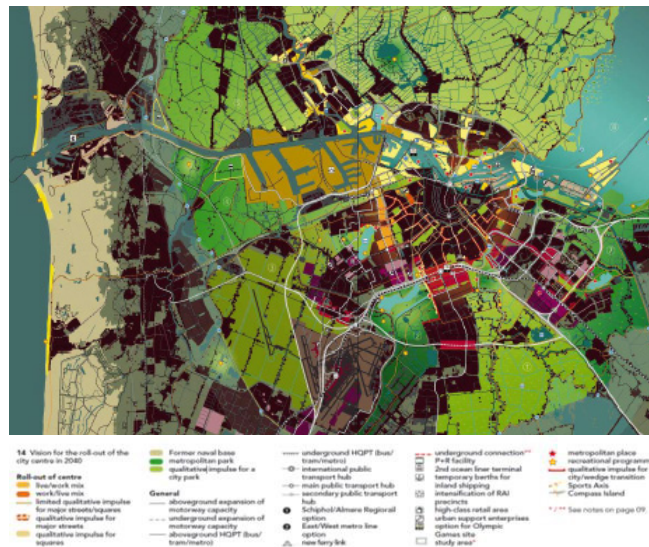 14 Vision for the roll-out of the
city centre in 2040
Roll-out of centre
live/work mix
work/live mix
limited qualitative impulse
for major streets/squares
qualitative impulse for
major streets
qualitative impulse for
squares
Former naval base
metropolitan park
qualitative impulse for a
city park
General
aboveground expansion of
motorway capacity
underground expansion of
motorway capacity
aboveground HQPT (bus/
tram/metro)
underground HQPT (bus/
tram/metro)
international public
transport hub
main public transport hub
secondary public transport
hub
1 Schiphol/Almere Regiorail
option
2 East/West metro line
option
new ferry link
underground connection**
P+R facility
2nd ocean liner terminal
temporary berths for
inland shipping
intensification of RAI
precincts
high-class retail area
urban support enterprises
option for Olympic
Games site
study area*
metropolitan place
recreational programm
qualitative impulse for
city/wedge transition
Sports Axis
Compass Island
See notes on page 09